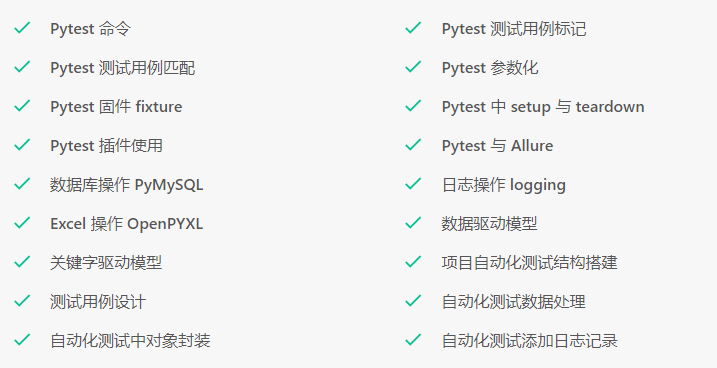 Pytest 命令
Pytest 测试用例标记
Pytest 测试用例匹配
Pytest 参数化
Pytest 固件 fixture
Pytest 中 setup 与 teardown
Pytest 插件使用
Pytest 与 Allure
数据库操作 PyMySQL
日志操作 logging
Excel 操作 OpenPYXL
数据驱动模型
关键字驱动模型
项目自动化测试结构搭建
测试用例设计
自动化测试数据处理
自动化测试中对象封装
自动化测试添加日志记录